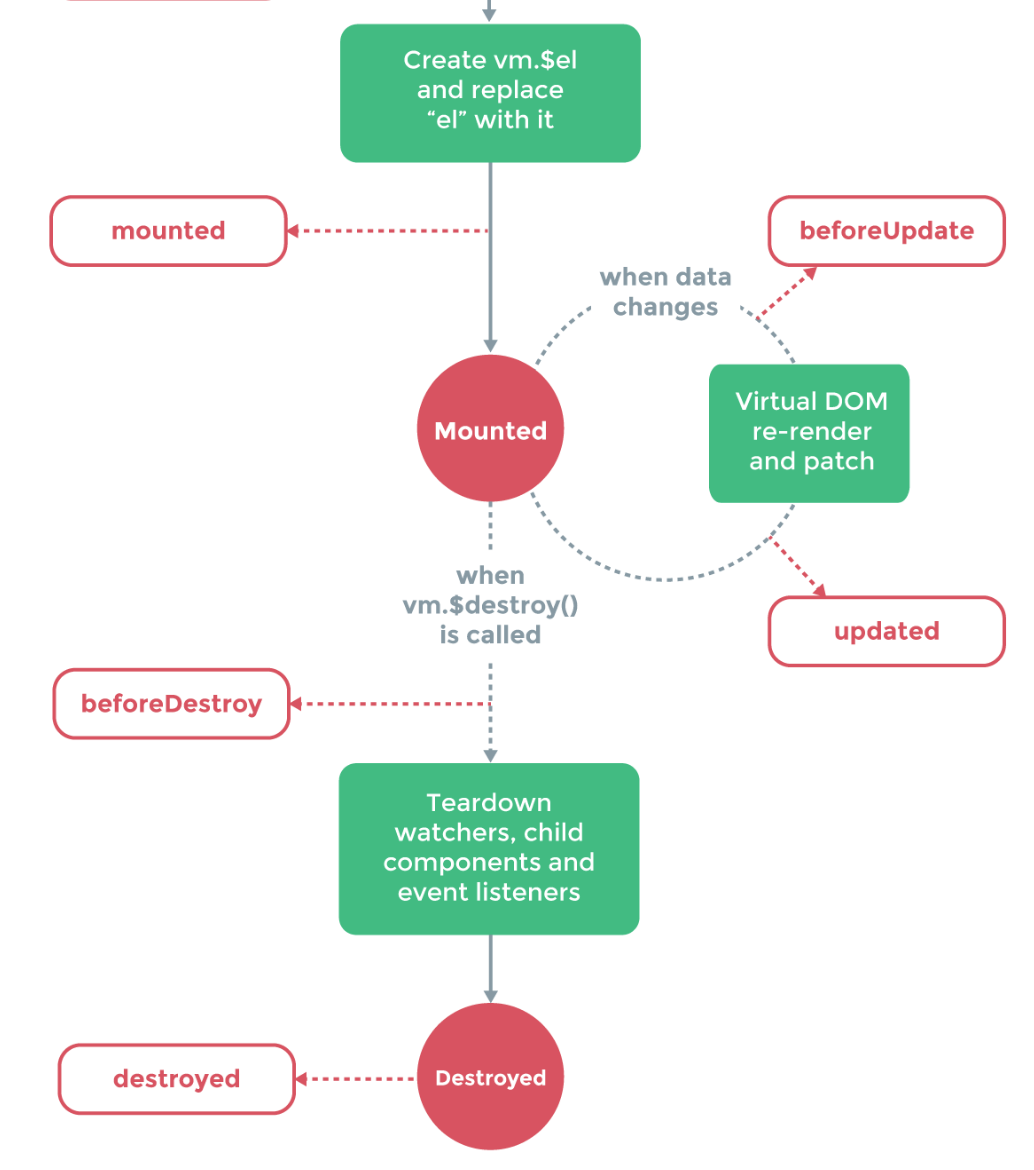 Create vm.$el
and replace
“el” with it
mounted
beforeUpdate
when data
changes
Mounted
Virtual DOM
re-render
and patch
when
vm.$destroy()
is called
updated
beforeDestroy
Teardown
watchers, child
components and
event listeners
Destroyed
destroyed